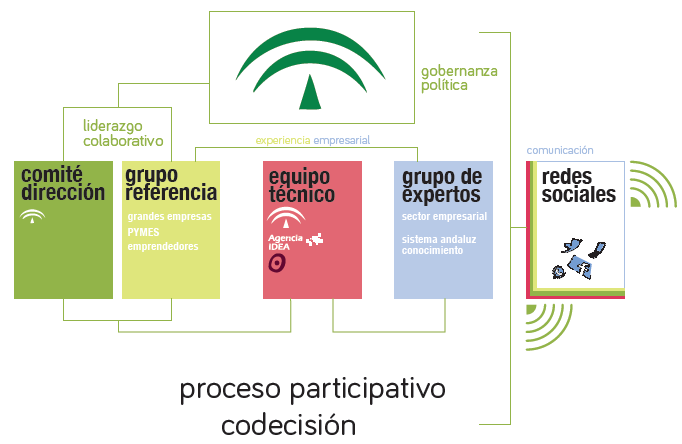 gobernanza
política
liderazgo
colaborativo
experiencia empresarial
comunicación
comité
dirección
grupo
referencia
grandes empresas
PYMES
emprendedores
equipo
técnico
Agencia
IDEA
grupo de
expertos
sector empresarial
sistema andaluz
conocimiento
redes
sociales
proceso participativo
codecisión